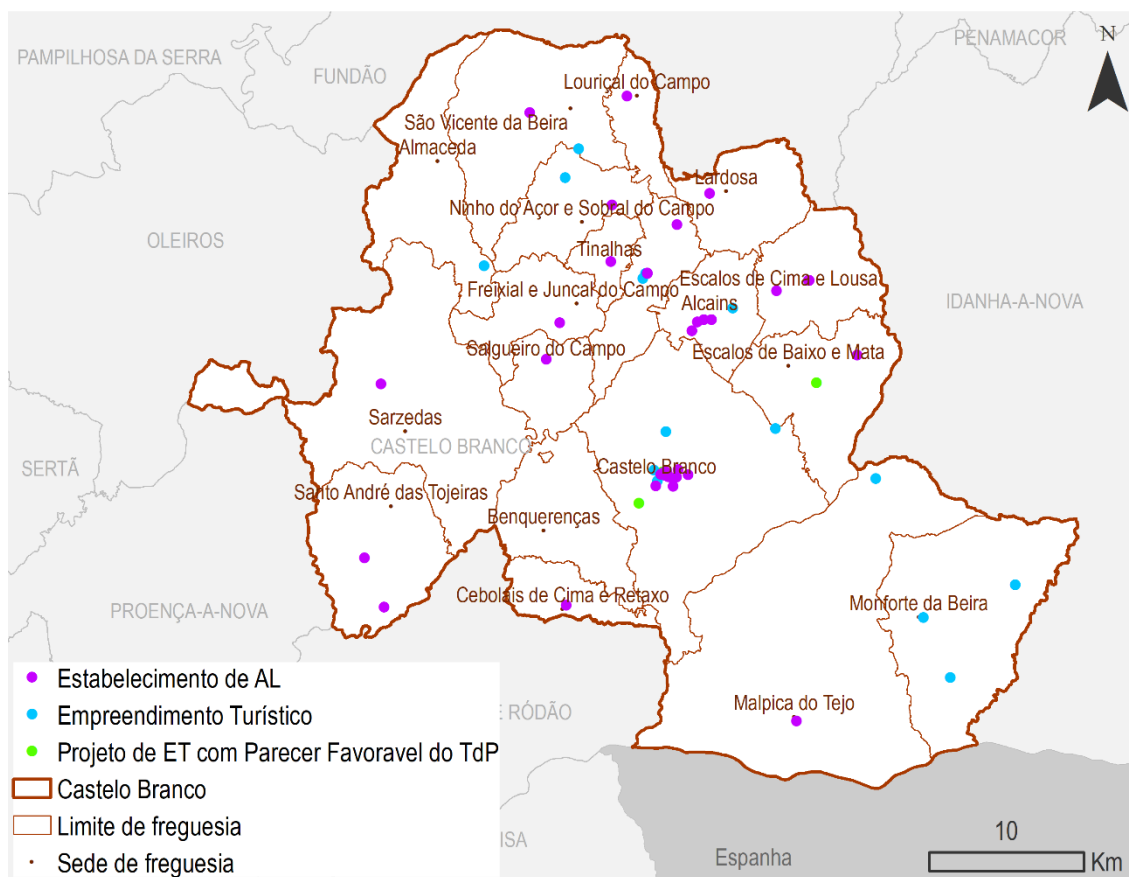 PENAMACOR
N
PAMPILHOSA DA SERRA
FUNDÃO
Louriçal do Campo
São Vicente da Beira
Almaceda
Lardosa
Ninho do Açor e Sobral do Campo
OLEIROS
Tinalhas
Escalos de Cima e Lousa
Freixial e Juncal do Campo
Alcains
IDANHA-A-NOVA
Salgueiro do Campo
Escalos de Baixo e Mata
Sarzedas
CASTELO BRANCO
SERTÃ
Castelo Branco
Santo André das Tojeiras
Benquerenças
Cebolais de Cima e Retaxo
PROENÇA-A-NOVA
Monforte da Beira
Estabelecimento de AL
Malpica do Tejo
Empreendimento Turístico
E RÓDÃO
Projeto de ET com Parecer Favoravel do TdP
Castelo Branco
Limite de freguesia
10
ISA
Sede de freguesia
Espanha
Km